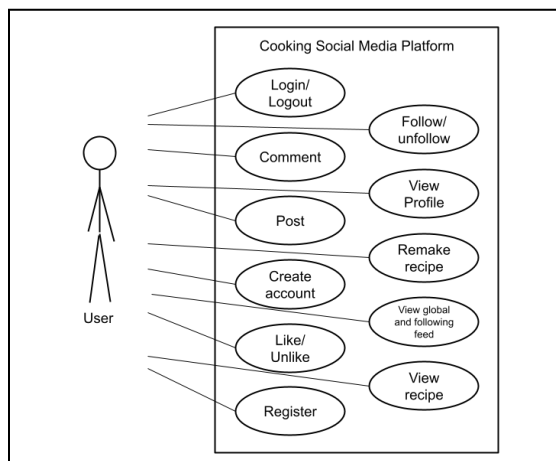 Cooking Social Media Platform
Login/
Logout
Follow/
unfollow
Comment
View
Profile
Post
Remake
recipe
Create
account
View global
and following
feed
User
Like/
Unlike
View
recipe
Register